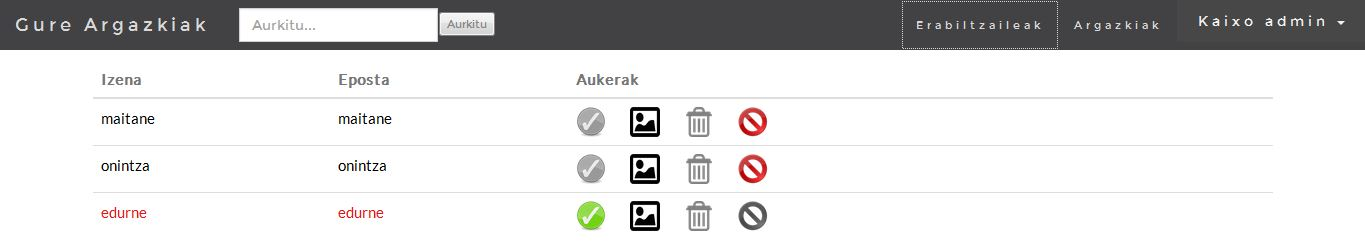 Gure Argazkiak Aurkitu... Aurkitu Erabiltzaileak Argazkiak Kaixo admin
Izena Eposta Aukerak
maitane maitane
onintza onintza
edurne edurne